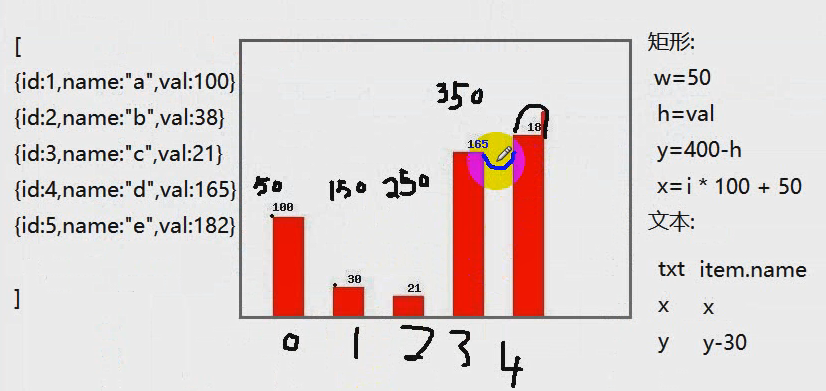 [
{id:1,name:"a",val:100}
{id:2,name:"b",val:38}
{id:3,name:"c",val:21}
{id:4,name:"d",val:165}
{id:5,name:"e",val:182}
]
350
165
18
50
150
250
100
30
21
0
1
2
3
4
矩形:
w=50
h=val
y=400-h
x=i * 100 + 50
文本:
txt item.name
x x
y y-30